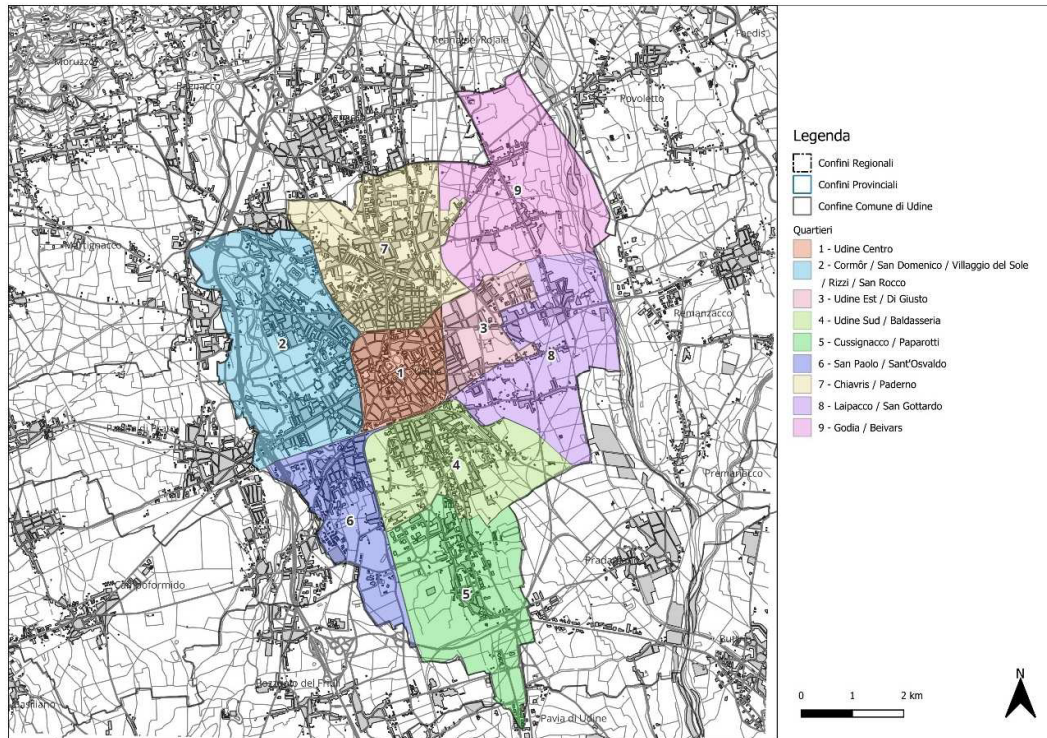 Moruzzo
Pagnacco
Reana del Rojale
Faedis
Povoletto
9
7
Martignacco
Remanzacco
2
3
8
1
4
Premariacco
6
Campoformido
5
Pozzuolo del Friuli
Basiliano
Pavia di Udine
Legenda
Confini Regionali
Confini Provinciali
Confine Comune di Udine
Quartieri
1 - Udine Centro
2 - Cormôr / San Domenico / Villaggio del Sole
/ Rizzi / San Rocco
3 - Udine Est / Di Giusto
4 - Udine Sud / Baldasseria
5 - Cussignacco / Paparotti
6 - San Paolo / Sant'Osvaldo
7 - Chiavris / Paderno
8 - Laipacco / San Gottardo
9 - Godia / Beivars
0 1 2 km
N